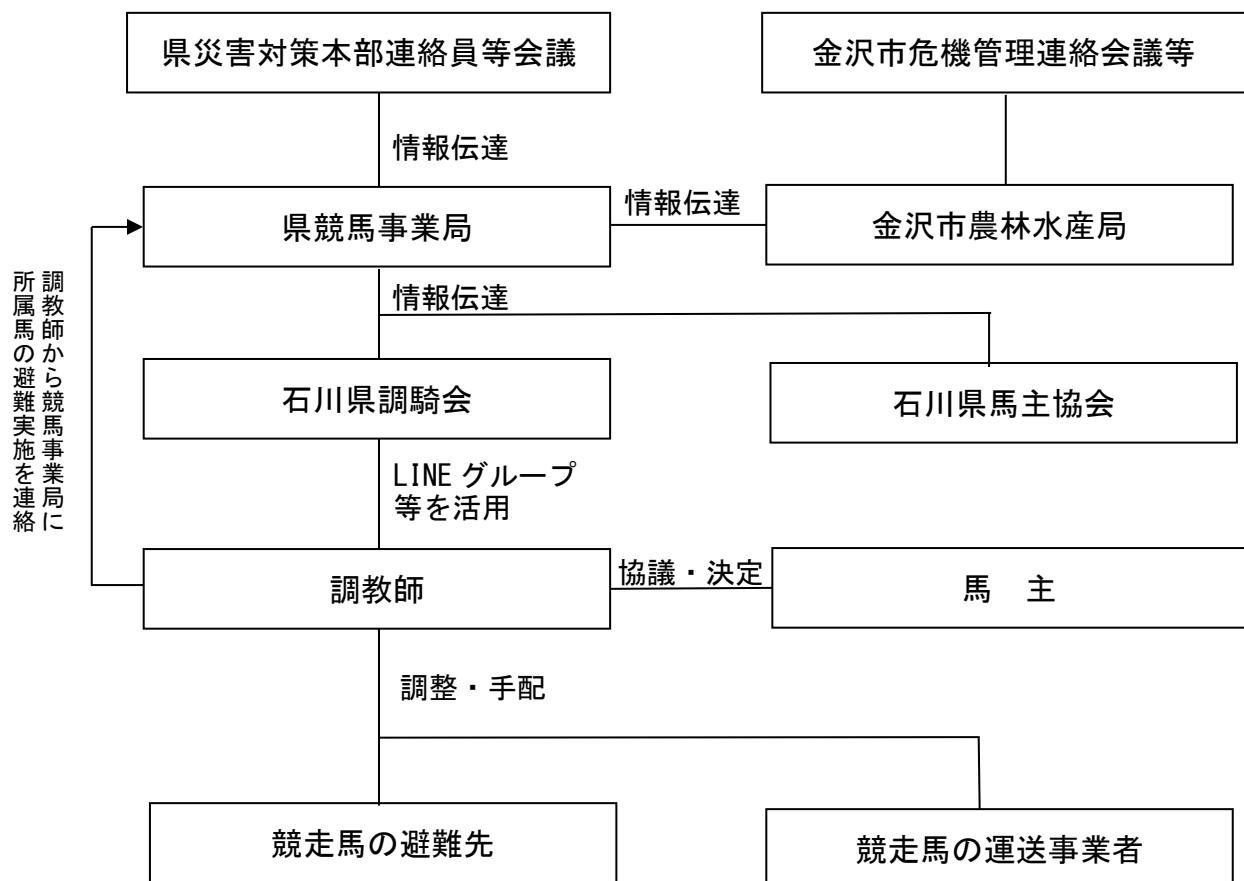 県災害対策本部連絡員等会議
金沢市危機管理連絡会議等
情報伝達
県競馬事業局
情報伝達
金沢市農林水産局
調教師から競馬事業局に
所属馬の避難実施を連絡
情報伝達
石川県調騎会
石川県馬主協会
LINE グループ
等を活用
調教師
協議・決定
馬　主
調整・手配
競走馬の避難先
競走馬の運送事業者